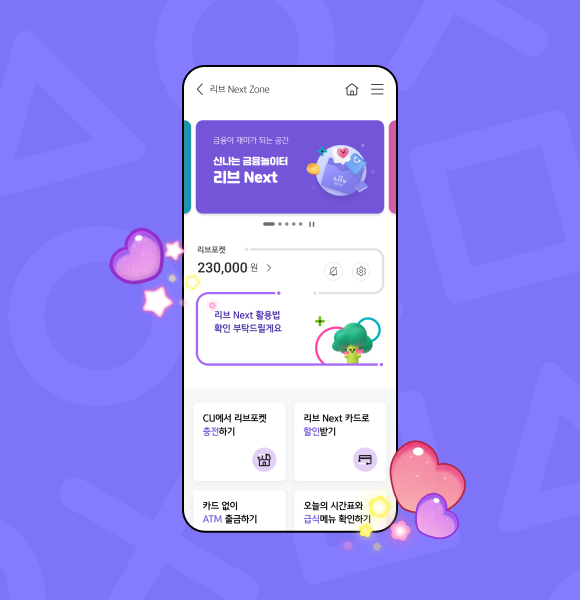 리브 Next Zone
금융이 재미가 되는 공간
신나는 금융놀이터
리브 Next
Liiv
리브포켓
230,000 원
리브 Next 활용법
확인 부탁드릴게요
CU에서 리브포켓
충전하기
리브 Next 카드로
할인받기
카드 없이
ATM 출금하기
오늘의 시간표와
급식메뉴 확인하기